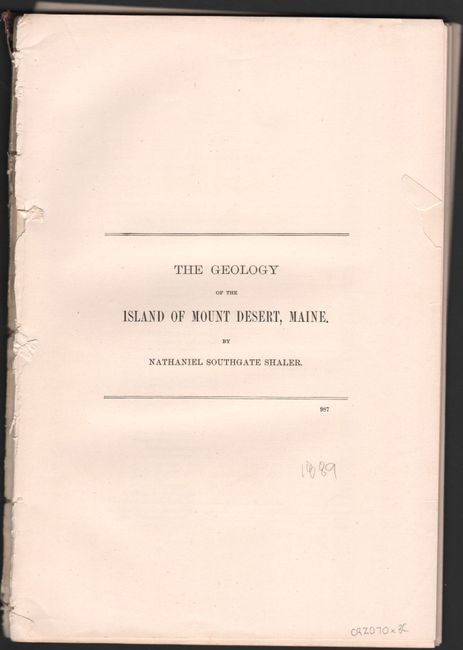 THE GEOLOGY
OF THE
ISLAND OF MOUNT DESERT, MAINE.
BY
NATHANIEL SOUTHGATE SHALER.
987
1889